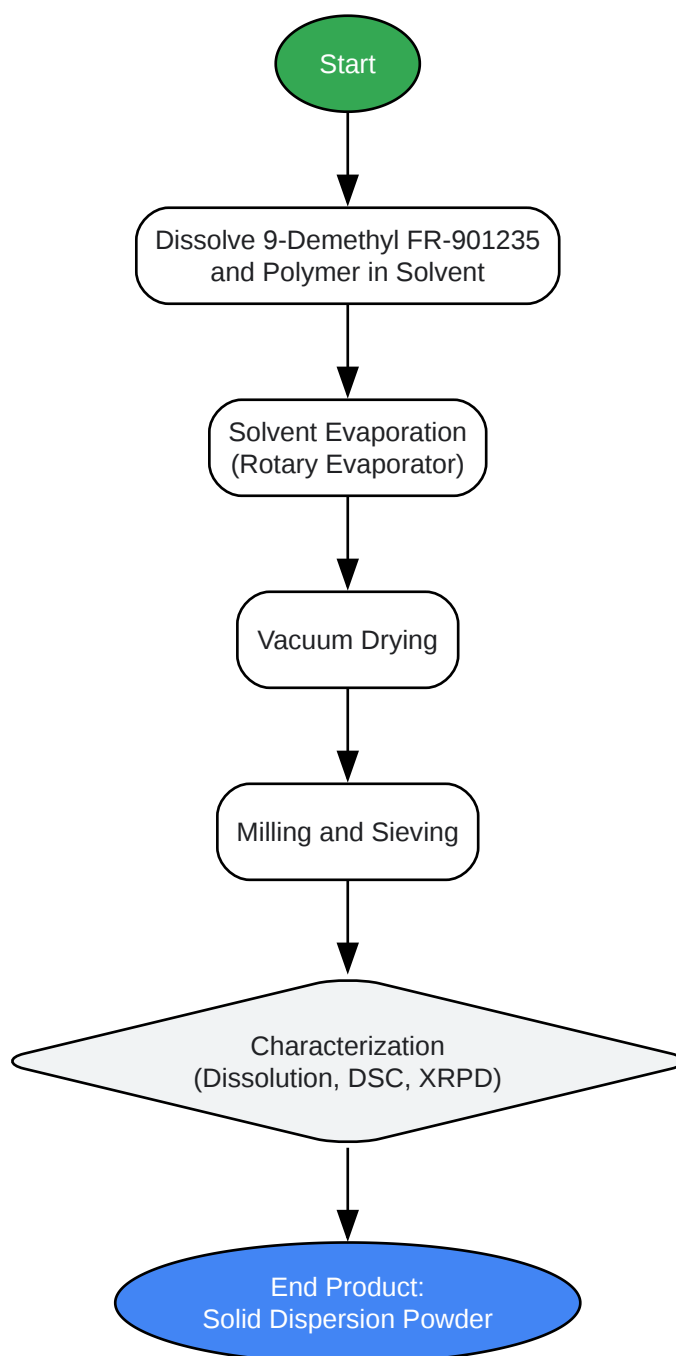 Start
Dissolve 9-Demethyl FR-901235
and Polymer in Solvent
Solvent Evaporation
(Rotary Evaporator)
Vacuum Drying
Milling and Sieving
Characterization
(Dissolution, DSC, XRPD)
End Product:
Solid Dispersion Powder